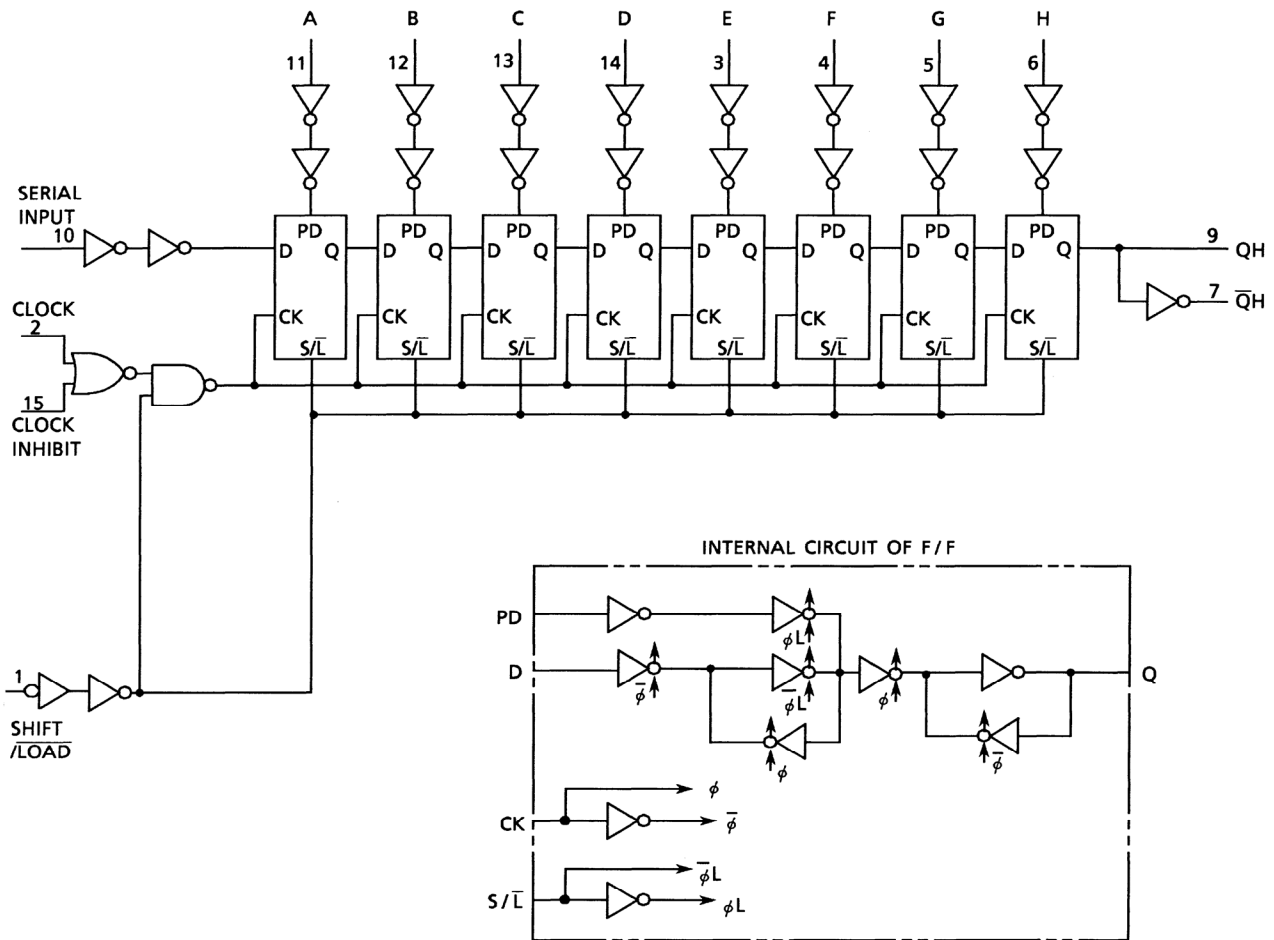 A B C D E F G H
11 12 13 14 3 4 5 6
SERIAL
INPUT
10
PD PD PD PD PD PD PD PD
D Q D Q D Q D Q D Q D Q D Q D Q
9 QH
7 Q̅H
CLOCK
2
CK CK CK CK CK CK CK CK
S/L̅ S/L̅ S/L̅ S/L̅ S/L̅ S/L̅ S/L̅ S/L̅
15
CLOCK
INHIBIT
1
SHIFT
/L̅O̅A̅D̅
INTERNAL CIRCUIT OF F/F
PD
ϕL
D ϕ̅ ϕ̅L ϕ Q
ϕ ϕ̅
ϕ
CK ϕ̅
ϕ̅L
S/L̅ ϕL